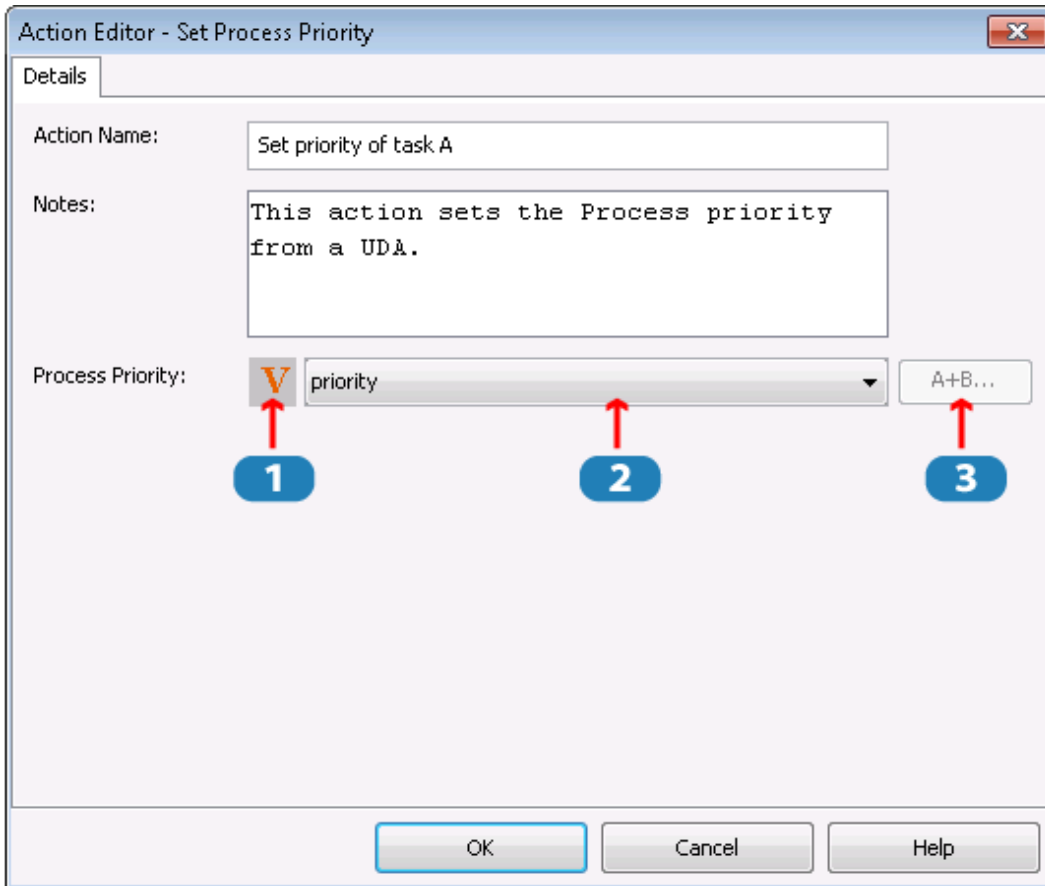 Action Editor - Set Process Priority
Details
Action Name:
Set priority of task A
Notes:
This action sets the Process priority
from a UDA.
Process Priority:
V
priority
A+B...
1
2
3
OK
Cancel
Help